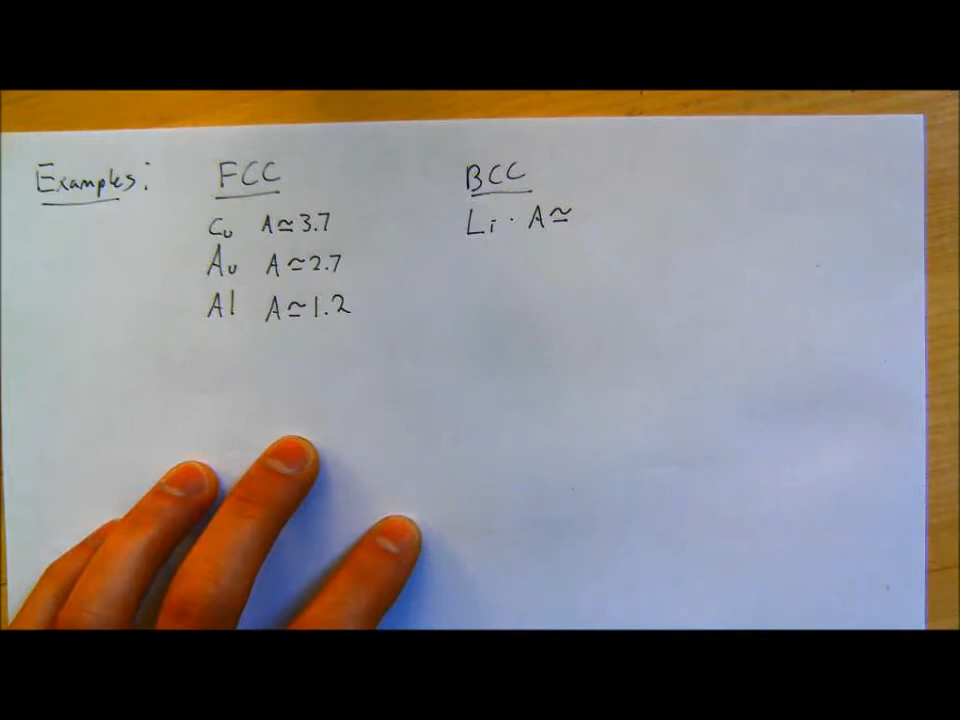 Examples:
FCC
Cu A≃3.7
Au A≃2.7
Al A≃1.2
BCC
Li · A≃